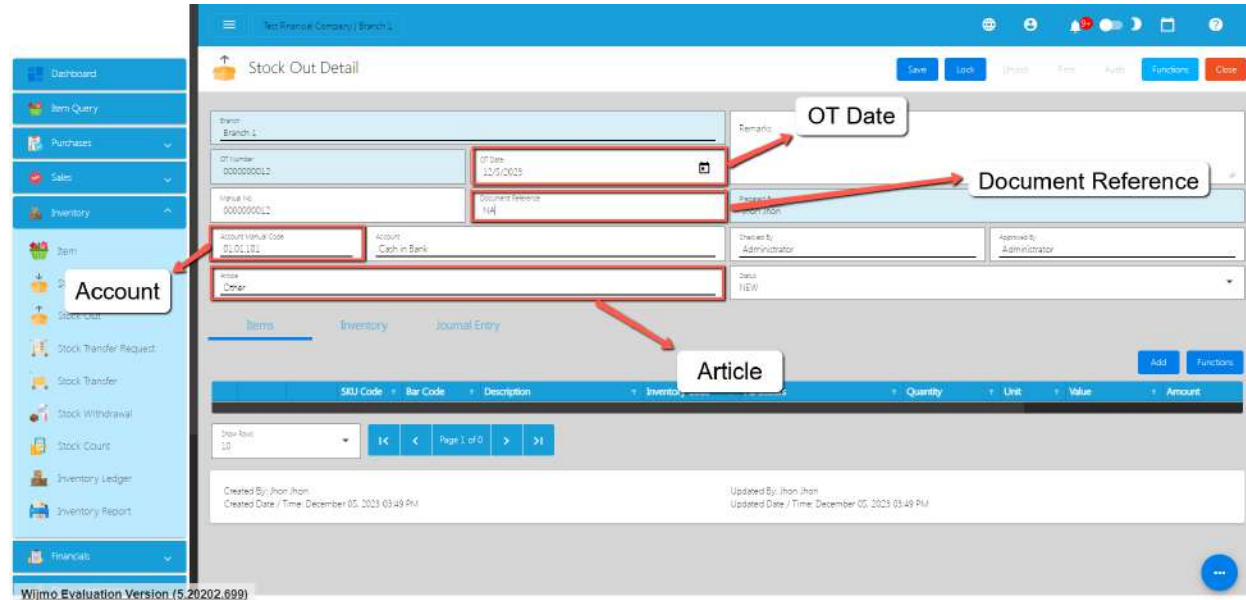 Test Financial Company | Branch 1
9+
Dashboard
Item Query
Purchases
Sales
Inventory
Item
Stock Out
Stock Transfer Request
Stock Transfer
Stock Withdrawal
Stock Count
Inventory Ledger
Inventory Report
Financials
Wijmo Evaluation Version (5.20202.699)
Stock Out Detail
Save
Lock
Unlock
Print
Audit
Functions
Close
Branch
Branch 1
Remarks
OT Number
0000000012
OT Date
12/5/2023
OT Date
Manual No.
0000000012
Document Reference
NA
Document Reference
Prepared By
Jhon Jhon
Account Manual Code
01.01.101
Account
Cash in Bank
Checked By
Administrator
Approved By
Administrator
Account
Article
Other
Status
NEW
Article
Items
Inventory
Journal Entry
Add
Functions
SKU Code
Bar Code
Description
Quantity
Unit
Value
Amount
Show Rows
10
Page 1 of 0
Created By: Jhon Jhon
Created Date / Time: December 05, 2023 03:49 PM
Updated By: Jhon Jhon
Updated Date / Time: December 05, 2023 03:49 PM